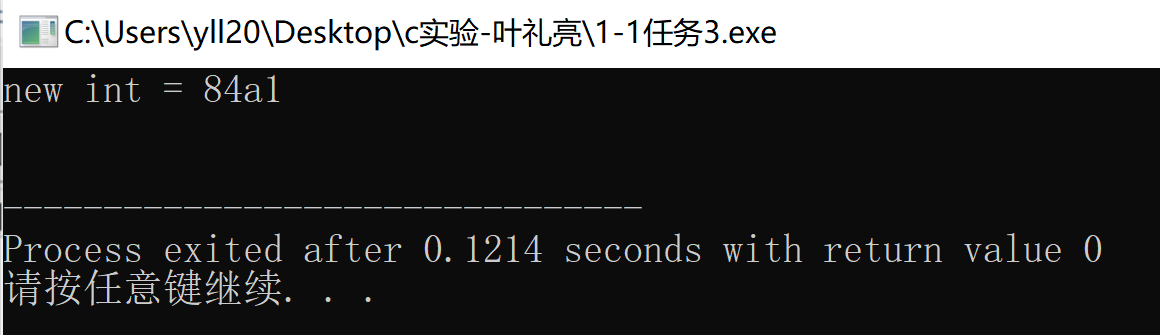 C:\Users\yll20\Desktop\c实验-叶礼亮\1-1任务3.exe
new int = 84a1
--------------------------------
Process exited after 0.1214 seconds with return value 0
请按任意键继续. . .